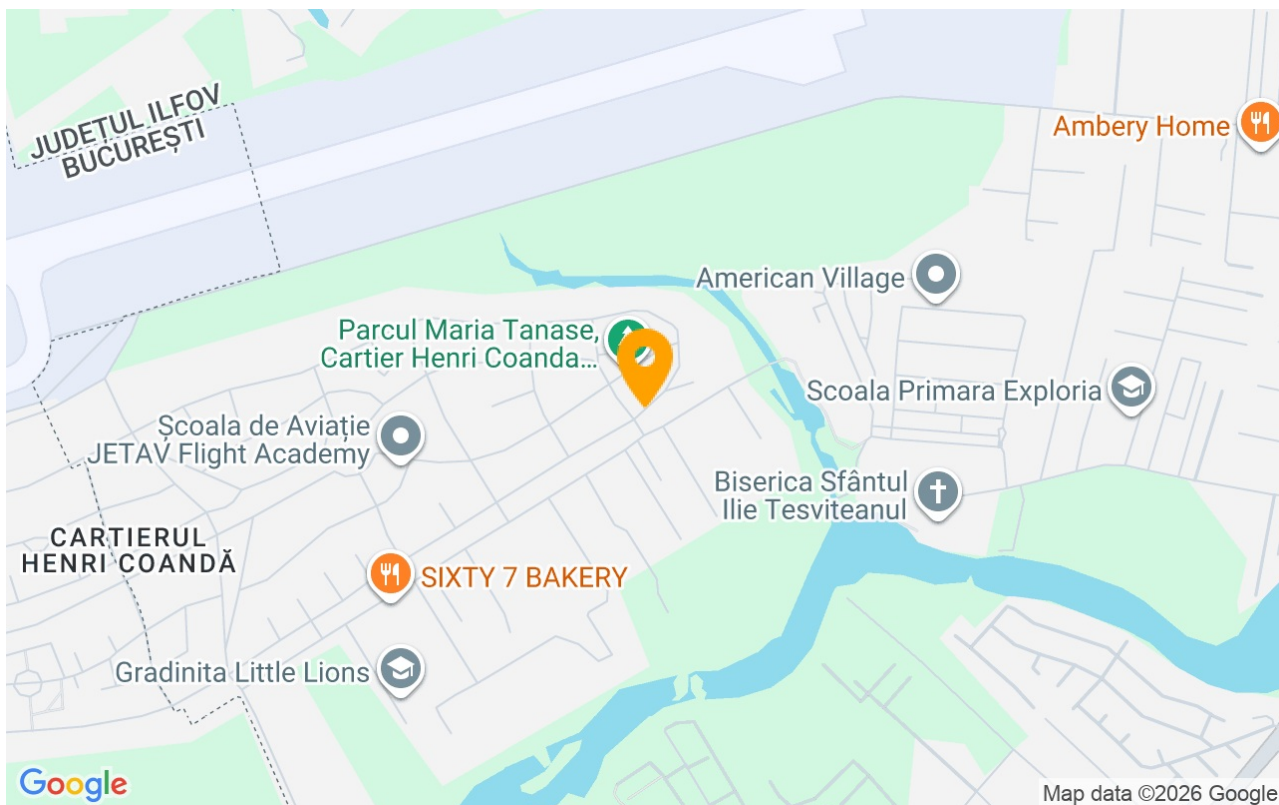 JUDEȚUL ILFOV
BUCUREȘTI
Ambery Home
American Village
Parcul Maria Tanase,
Cartier Henri Coanda...
Scoala Primara Exploria
Școala de Aviație
JETAV Flight Academy
Biserica Sfântul
Ilie Tesviteanul
CARTIERUL
HENRI COANDĂ
SIXTY 7 BAKERY
Gradinita Little Lions
Google
Map data ©2026 Google